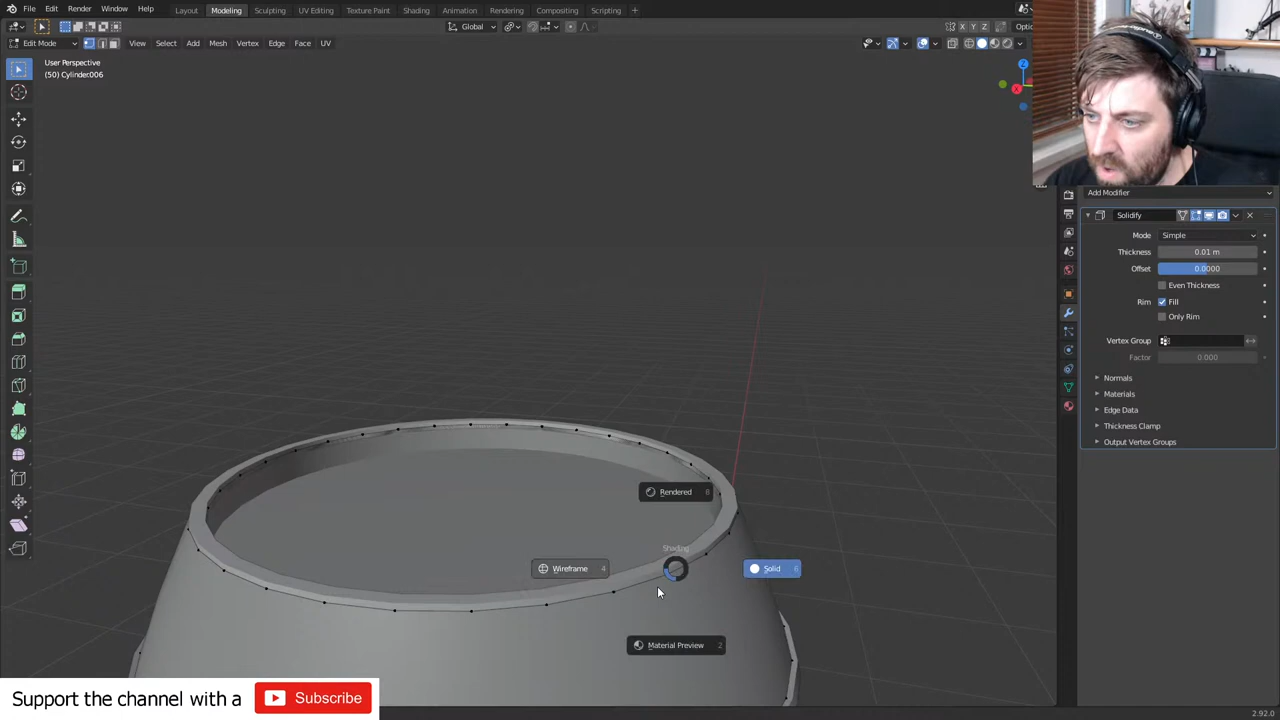 File Edit Render Window Help
Layout Modeling Sculpting UV Editing Texture Paint Shading Animation Rendering Compositing Scripting +
Global X Y Z
Edit Mode View Select Add Mesh Vertex Edge Face UV
User Perspective
(50) Cylinder.006
Z
X
Add Modifier
Solidify
Mode Simple
Thickness 0.01 m
Offset 0.0000
Even Thickness
Rim Fill
Only Rim
Vertex Group
Factor 0.000
Normals
Materials
Edge Data
Thickness Clamp
Output Vertex Groups
Rendered 8
Shading
Wireframe 4
Solid 6
Material Preview 2
Support the channel with a Subscribe
2.92.0